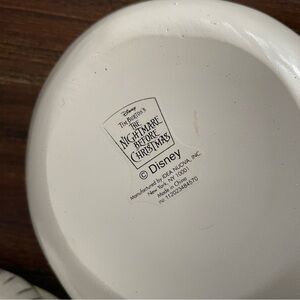 Disney
TIM BURTON'S
THE
NIGHTMARE
BEFORE
CHRISTMAS
© Disney
Manufactured by IDEA NUOVA, INC.
New York, NY 10001
Made in China